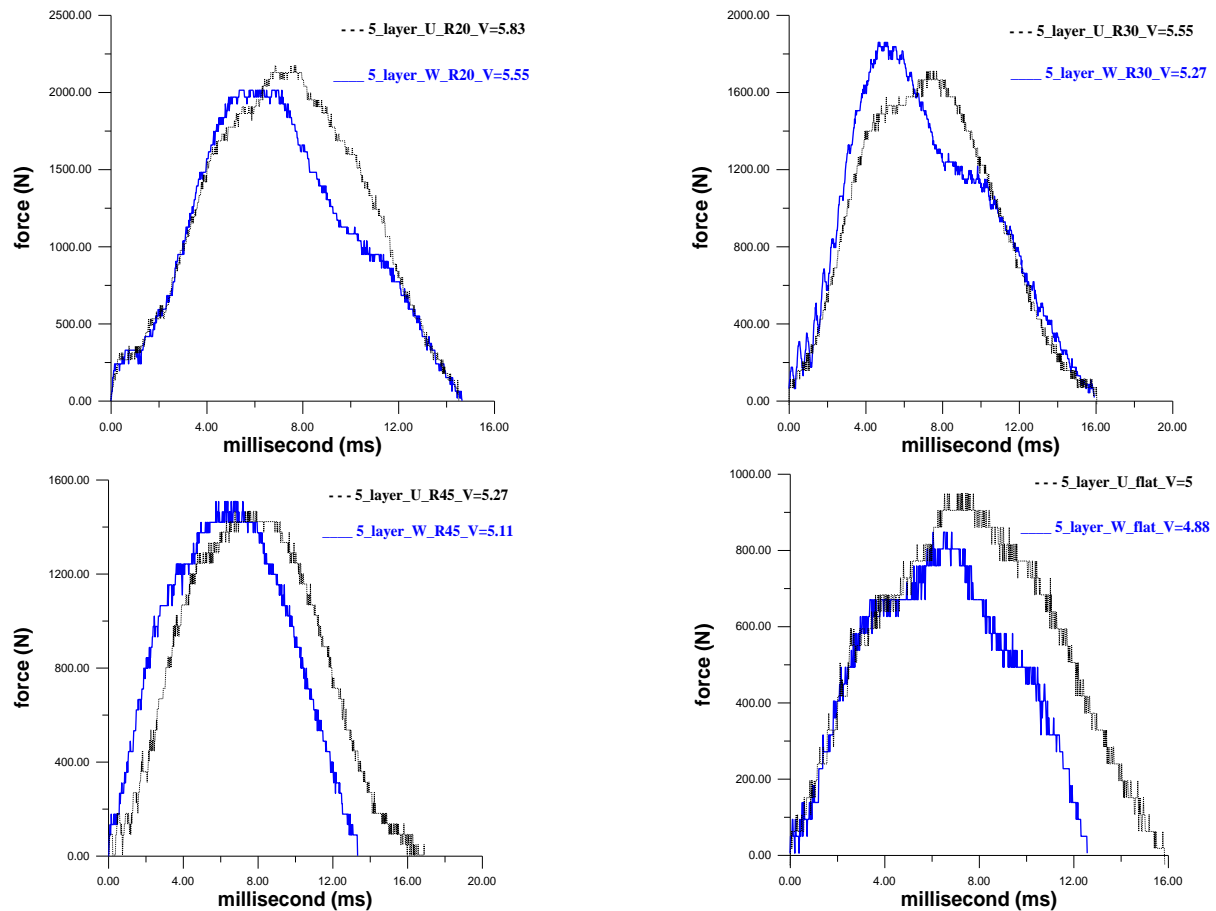 2500.00
2000.00
1500.00
1000.00
500.00
0.00
force (N)
0.00 4.00 8.00 12.00 16.00
millisecond (ms)
--- 5_layer_U_R20_V=5.83
____ 5_layer_W_R20_V=5.55
2000.00
1600.00
1200.00
800.00
400.00
0.00
force (N)
0.00 4.00 8.00 12.00 16.00 20.00
millisecond (ms)
--- 5_layer_U_R30_V=5.55
____ 5_layer_W_R30_V=5.27
1600.00
1200.00
800.00
400.00
0.00
force (N)
0.00 4.00 8.00 12.00 16.00 20.00
millisecond (ms)
--- 5_layer_U_R45_V=5.27
____ 5_layer_W_R45_V=5.11
1000.00
800.00
600.00
400.00
200.00
0.00
force (N)
0.00 4.00 8.00 12.00 16.00
millisecond (ms)
--- 5_layer_U_flat_V=5
____ 5_layer_W_flat_V=4.88